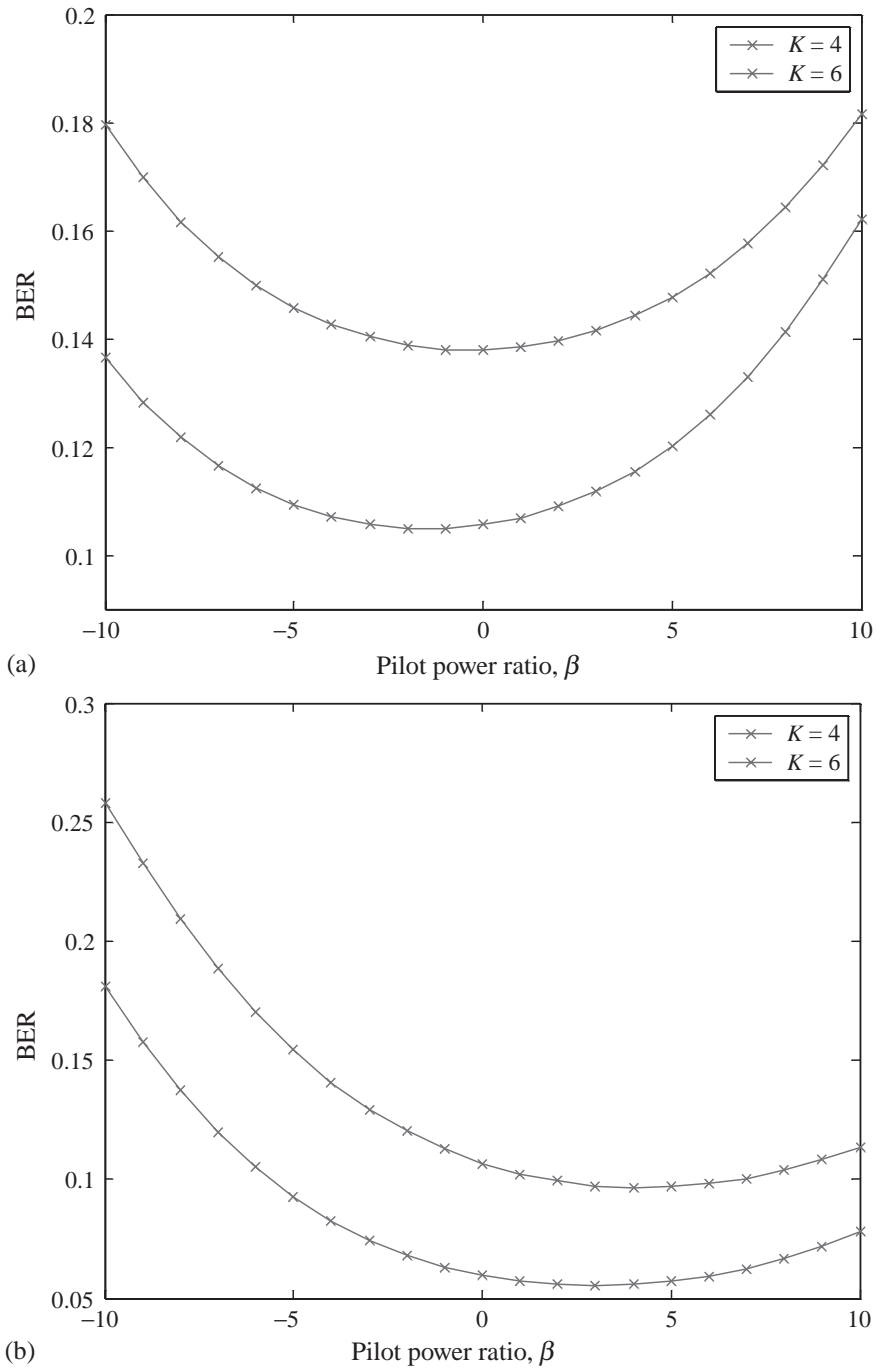 0.2
K = 4
K = 6
0.18
0.16
BER
0.14
0.12
0.1
−10
−5
0
5
10
(a)
Pilot power ratio, β
0.3
K = 4
K = 6
0.25
0.2
BER
0.15
0.1
0.05
−10
−5
0
5
10
(b)
Pilot power ratio, β